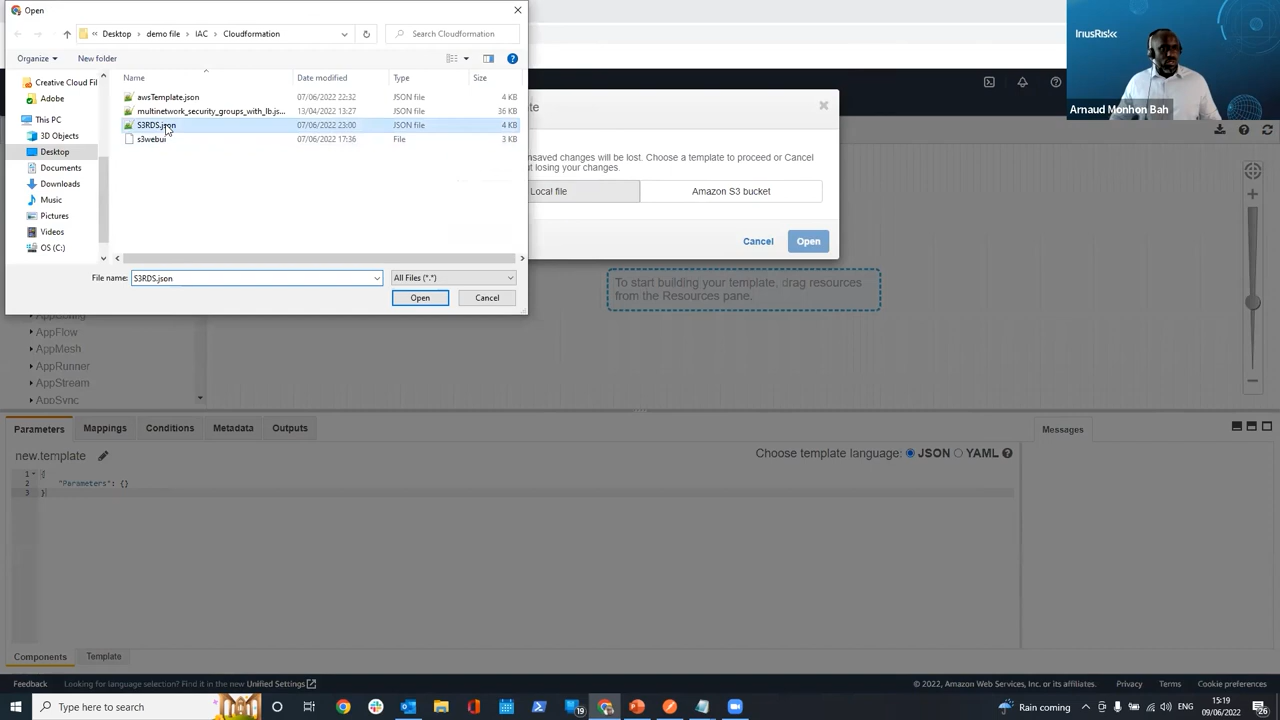 Open
Desktop
demo file
IAC
Cloudformation
Search Cloudformation
Organize
New folder
Name
Date modified
Type
Size
Creative Cloud Fil
Adobe
This PC
3D Objects
Desktop
Documents
Downloads
Music
Pictures
Videos
OS (C:)
awsTemplate.json 07/06/2022 22:32 JSON file 4 KB
multinetwork_security_groups_with_lb.js... 13/04/2022 13:27 JSON file 36 KB
S3RDS.json 07/06/2022 23:00 JSON file 4 KB
s3webui 07/06/2022 17:36 File 3 KB
File name: S3RDS.json
All Files (*.*)
Open
Cancel
IriusRisk
Arnaud Monhon Bah
nsaved changes will be lost. Choose a template to proceed or Cancel
t losing your changes.
Local file
Amazon S3 bucket
Cancel
Open
To start building your template, drag resources
from the Resources pane.
AppConfig
AppFlow
AppMesh
AppRunner
AppStream
AppSync
Parameters
Mappings
Conditions
Metadata
Outputs
Messages
new.template
Choose template language: JSON YAML
1 {
2 "Parameters": {}
3 }
Components
Template
Feedback
Looking for language selection? Find it in the new Unified Settings
© 2022, Amazon Web Services, Inc. or its affiliates.
Privacy
Terms
Cookie preferences
Type here to search
19
Rain coming
ENG
15:19
09/06/2022
26